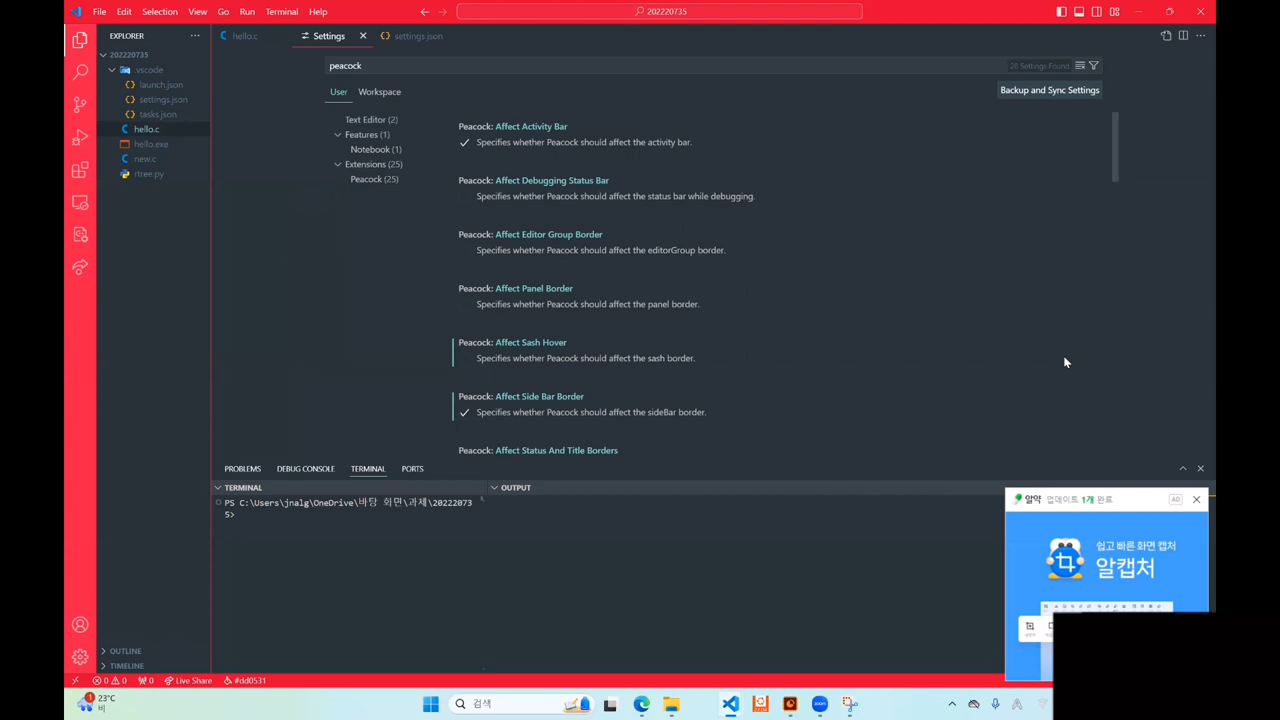 File Edit Selection View Go Run Terminal Help
202220735
EXPLORER
hello.c
Settings
settings.json
202220735
.vscode
launch.json
settings.json
tasks.json
hello.c
hello.exe
new.c
rtree.py
peacock
26 Settings Found
User
Workspace
Backup and Sync Settings
Text Editor (2)
Features (1)
Notebook (1)
Extensions (25)
Peacock (25)
Peacock: Affect Activity Bar
Specifies whether Peacock should affect the activity bar.
Peacock: Affect Debugging Status Bar
Specifies whether Peacock should affect the status bar while debugging.
Peacock: Affect Editor Group Border
Specifies whether Peacock should affect the editorGroup border.
Peacock: Affect Panel Border
Specifies whether Peacock should affect the panel border.
Peacock: Affect Sash Hover
Specifies whether Peacock should affect the sash border.
Peacock: Affect Side Bar Border
Specifies whether Peacock should affect the sideBar border.
Peacock: Affect Status And Title Borders
PROBLEMS DEBUG CONSOLE TERMINAL PORTS
TERMINAL
OUTPUT
PS C:\Users\jnalg\OneDrive\바탕 화면\과제\20222073
5>
알약 업데이트 1개 완료
AD
쉽고 빠른 화면 캡처
알캡처
OUTLINE
TIMELINE
0 0 0 Live Share #dd0531
1
23°C
비
검색
zoom